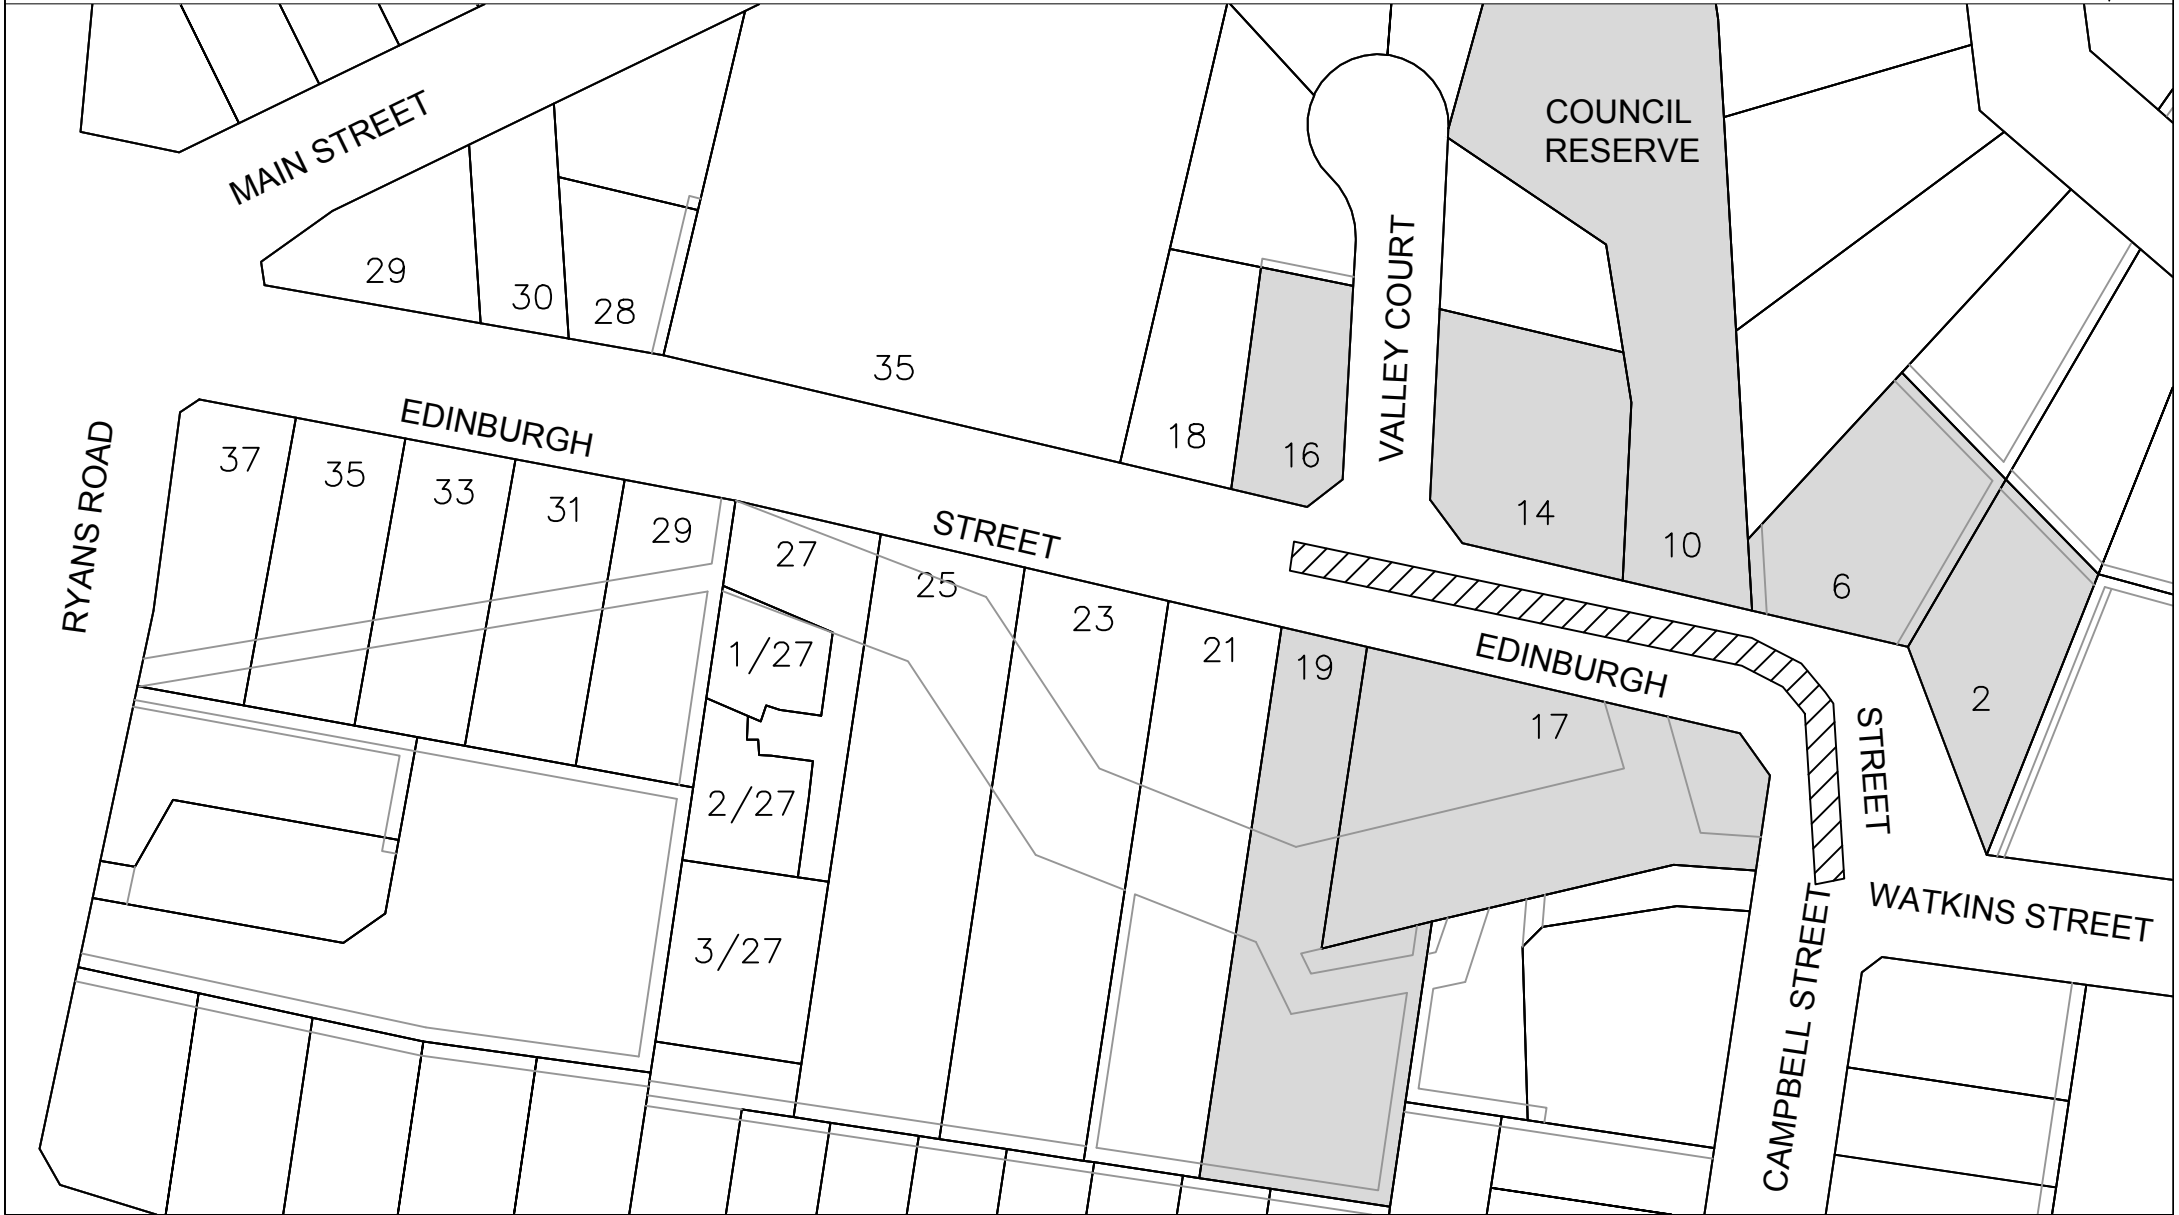 COUNCIL
RESERVE
MAIN STREET
29
30
28
35
18
16
VALLEY COURT
14
10
6
2
RYANS ROAD
EDINBURGH
STREET
37
35
33
31
29
27
25
23
21
19
17
EDINBURGH
STREET
1/27
2/27
3/27
WATKINS STREET
CAMPBELL STREET